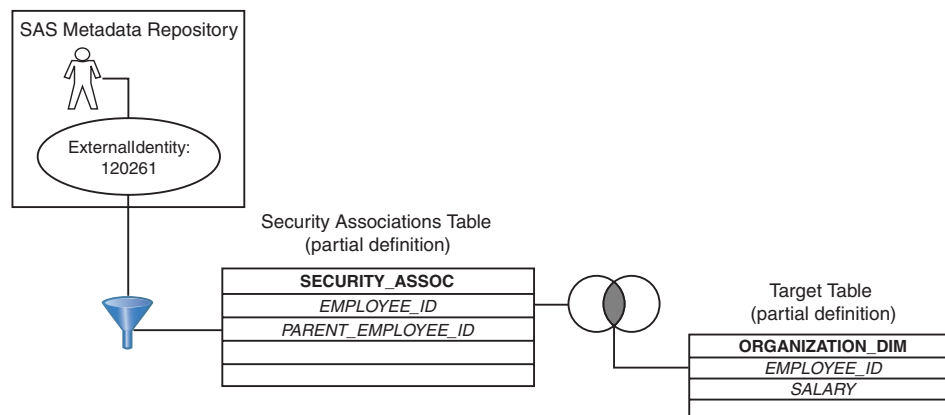 SAS Metadata Repository
ExternalIdentity:
120261
Security Associations Table
(partial definition)
SECURITY_ASSOC
EMPLOYEE_ID
PARENT_EMPLOYEE_ID
Target Table
(partial definition)
ORGANIZATION_DIM
EMPLOYEE_ID
SALARY